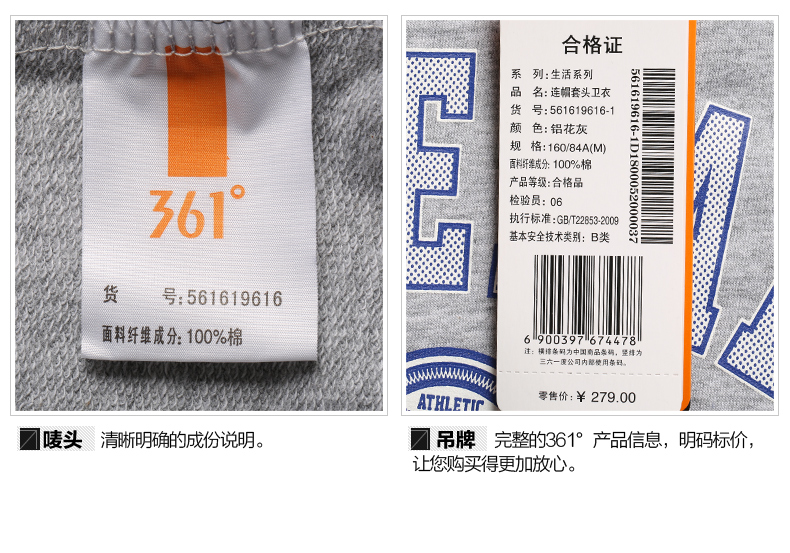 361°
货 号:561619616
面料纤维成分:100%棉
合格证
系 列:生活系列
品 名:连帽套头卫衣
货 号:561619616-1
颜 色:铝花灰
规 格:160/84A(M)
面料纤维成分:100%棉
产品等级:合格品
检验员:06
执行标准:GB/T22853-2009
基本安全技术类别:B类
561619616-1D1800052000037
6 900397 674478
注:横排条码为中国商品条码,竖排为
三六一度公司内部使用条码。
零售价:¥ 279.00
ATHLETIC
唛头 清晰明确的成份说明。
吊牌 完整的361°产品信息,明码标价,
让您购买得更加放心。